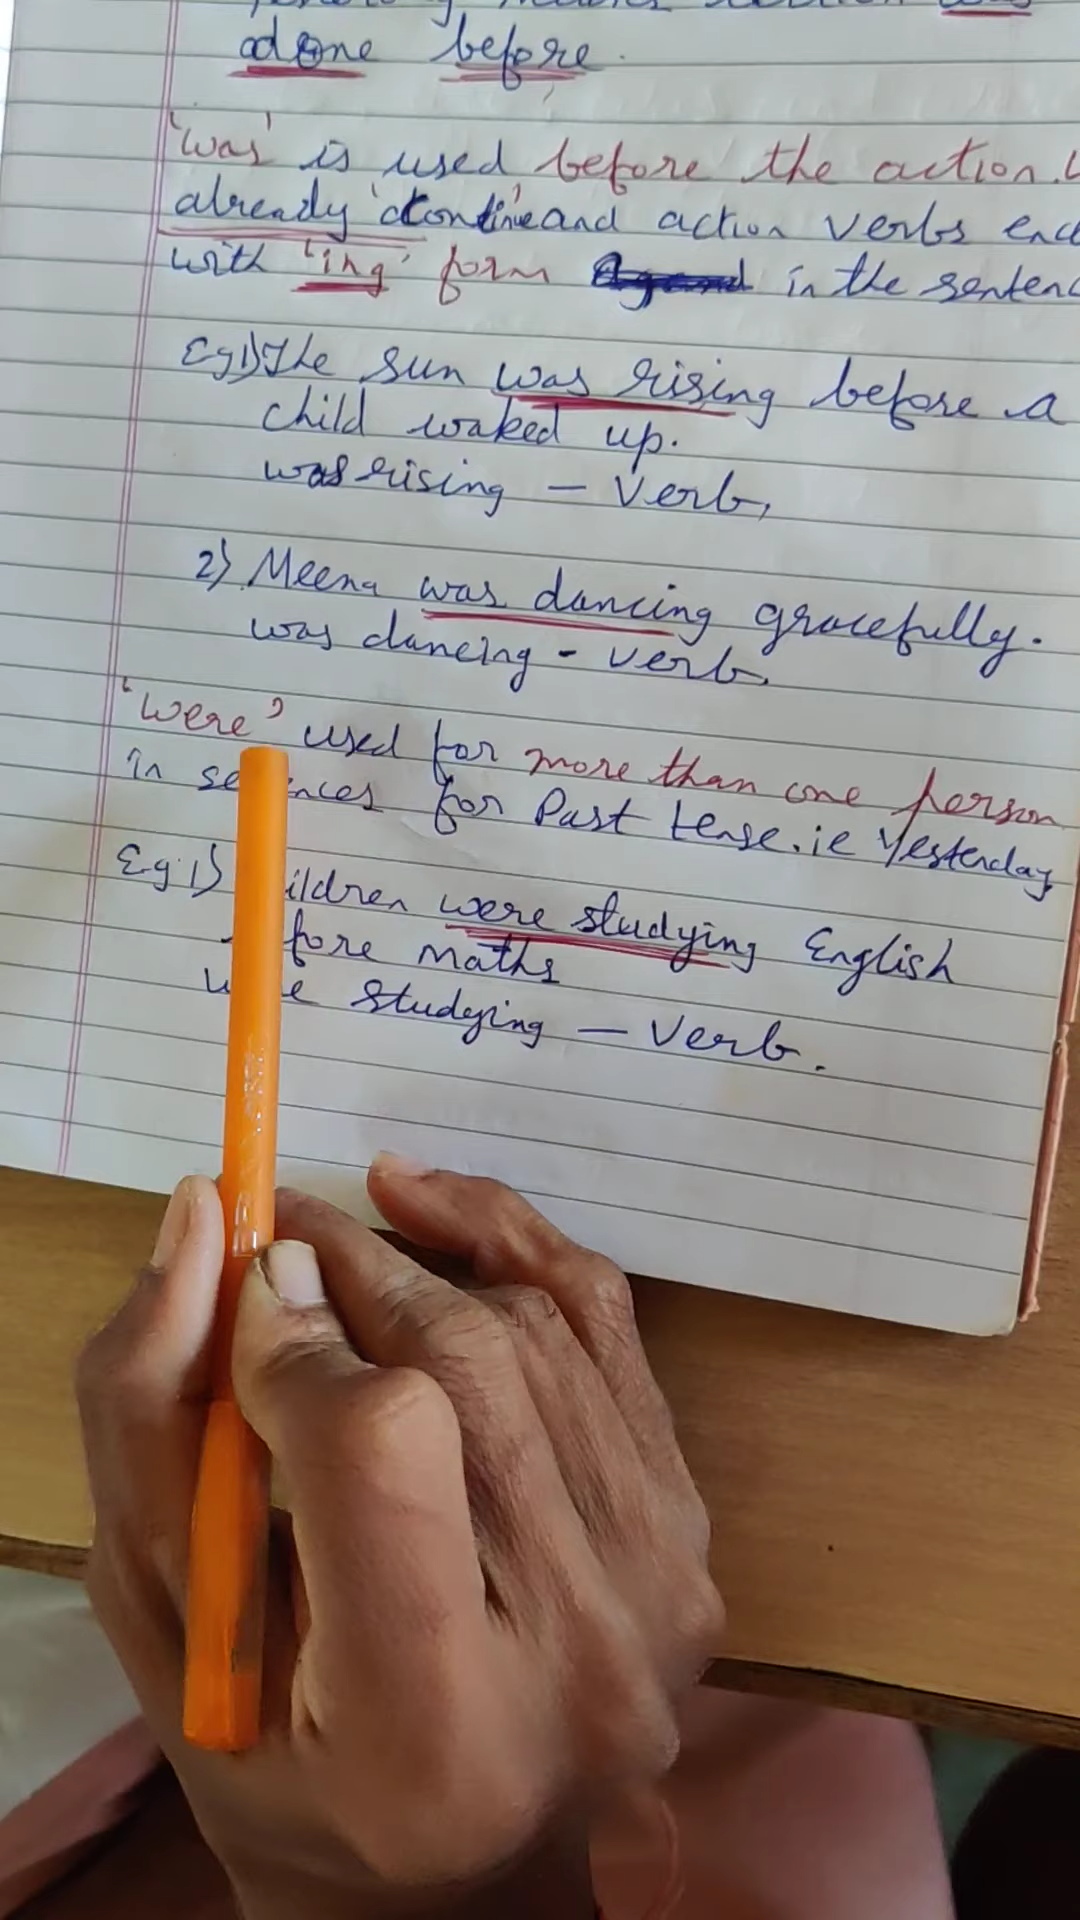 done before.
'was' is used before the action.
already 'continue and action verbs end
with 'ing' form in the sentenc
Eg 1) The sun was rising before a
child waked up.
was rising – Verb,
2) Meena was dancing gracefully.
was dancing - verb.
'were' used for more than one person
in for Past tense. ie Yesterday
Eg 1) ildren were studying English
fore maths
studying – Verb.